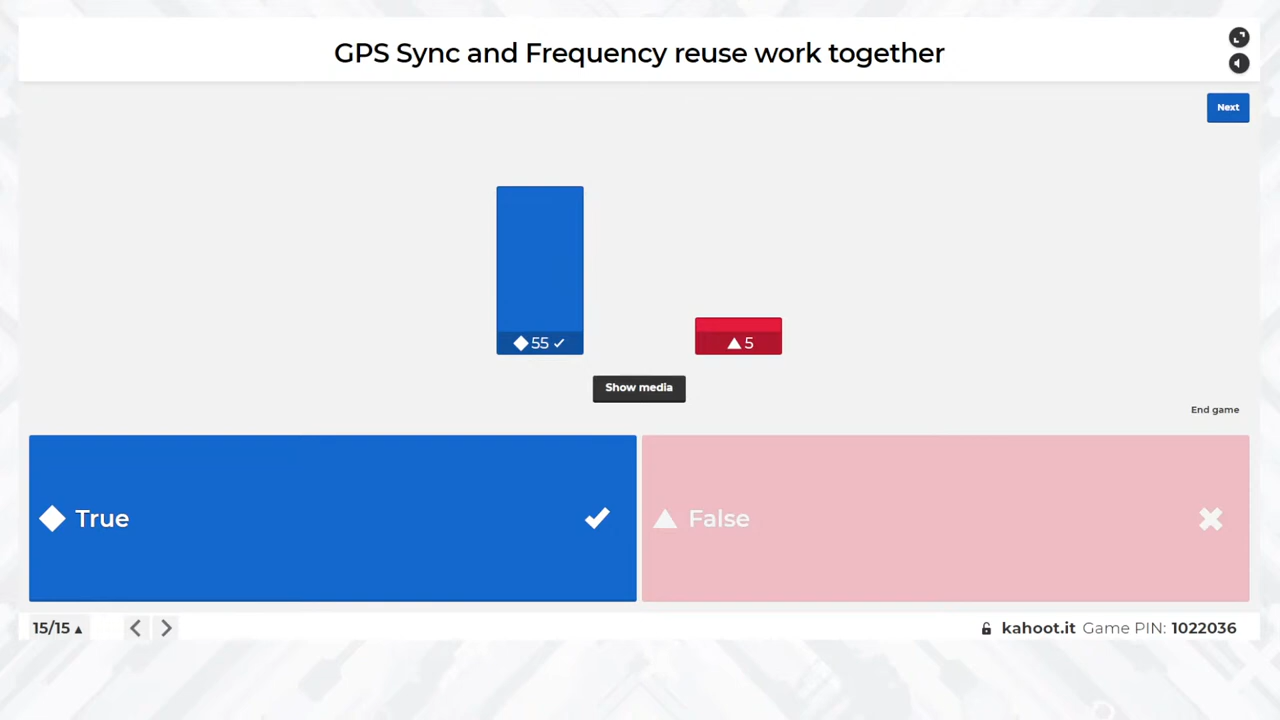 GPS Sync and Frequency reuse work together
Next
55
5
Show media
End game
True
False
15/15
kahoot.it Game PIN: 1022036